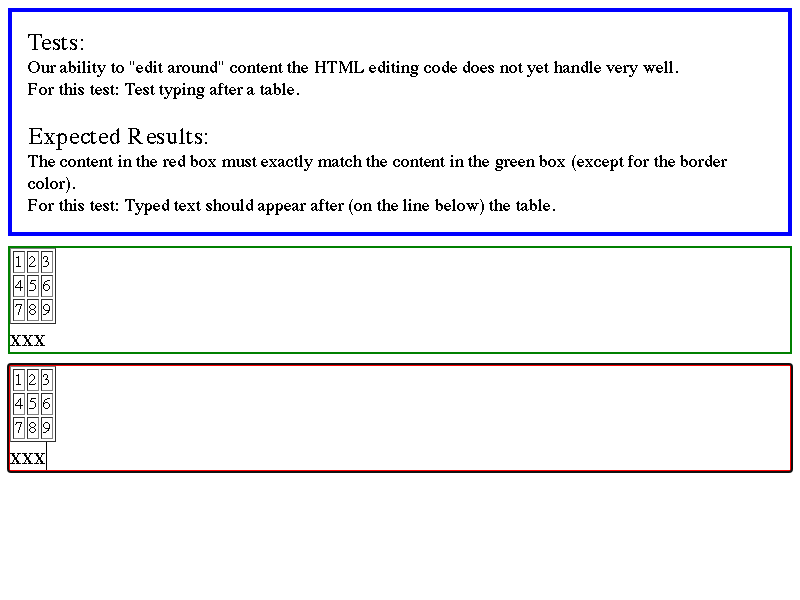 Tests:
Our ability to "edit around" content the HTML editing code does not yet handle very well.
For this test: Test typing after a table.
Expected Results:
The content in the red box must exactly match the content in the green box (except for the border
color).
For this test: Typed text should appear after (on the line below) the table.
1 2 3
4 5 6
7 8 9
xxx
1 2 3
4 5 6
7 8 9
xxx